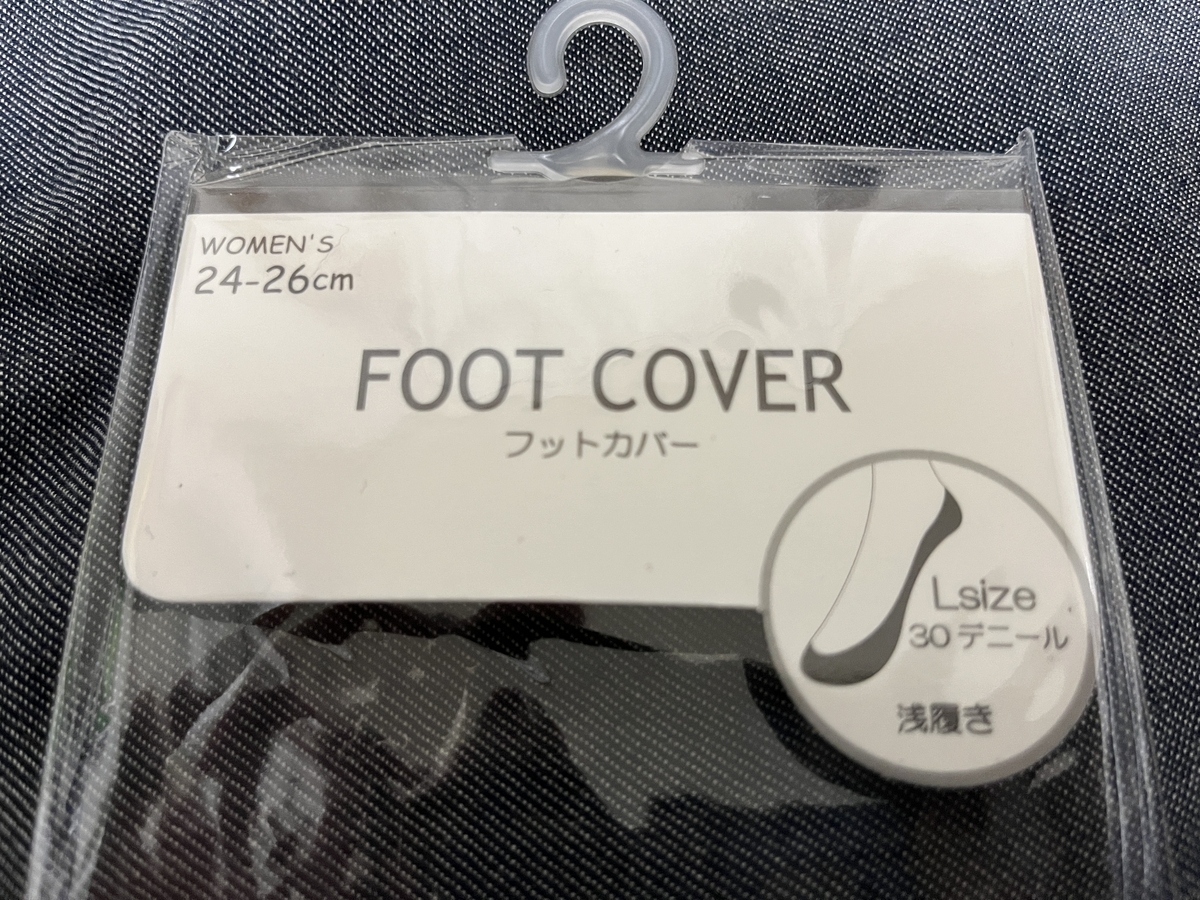 WOMEN'S
24-26cm
FOOT COVER
フットカバー
Lsize
30デニール
浅履き